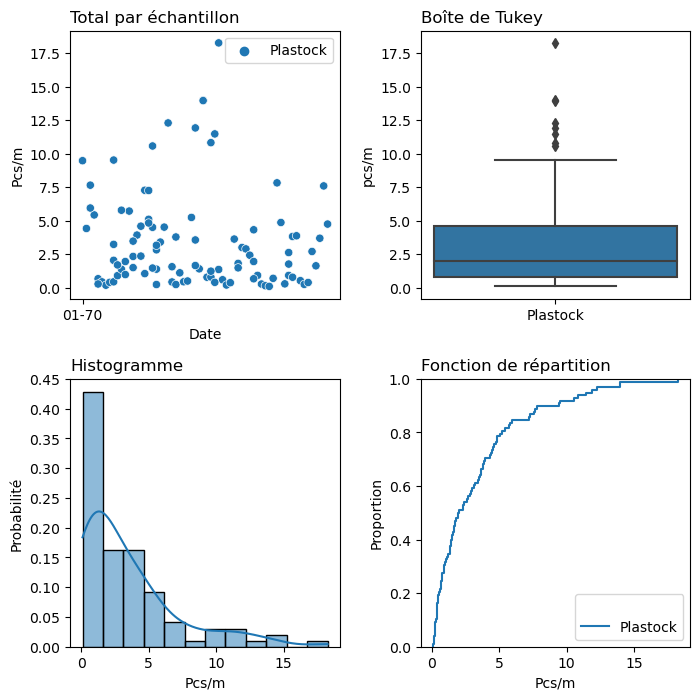 Total par échantillon
17.5
15.0
12.5
10.0
7.5
5.0
2.5
0.0
Pcs/m
Plastock
01-70
Date
Boîte de Tukey
17.5
15.0
12.5
10.0
7.5
5.0
2.5
0.0
pcs/m
Plastock
Histogramme
0.45
0.40
0.35
0.30
0.25
0.20
0.15
0.10
0.05
0.00
Probabilité
0
5
10
15
Pcs/m
Fonction de répartition
1.0
0.8
0.6
0.4
0.2
0.0
Proportion
Plastock
0
5
10
15
Pcs/m